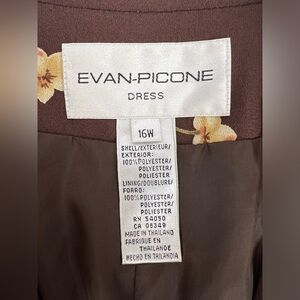 EVAN-PICONE
DRESS
16W
SHELL/EXTERIEUR/
EXTERIOR:
100%POLYESTER/
POLYESTER/
POLIESTER
LINING/DOUBLURE/
FORRO:
100%POLYESTER/
POLYESTER/
POLIESTER
RN 54050
CA 08349
MADE IN THAILAND
FABRIQUE EN
THAILANDE
HECHO EN TAILANDIA